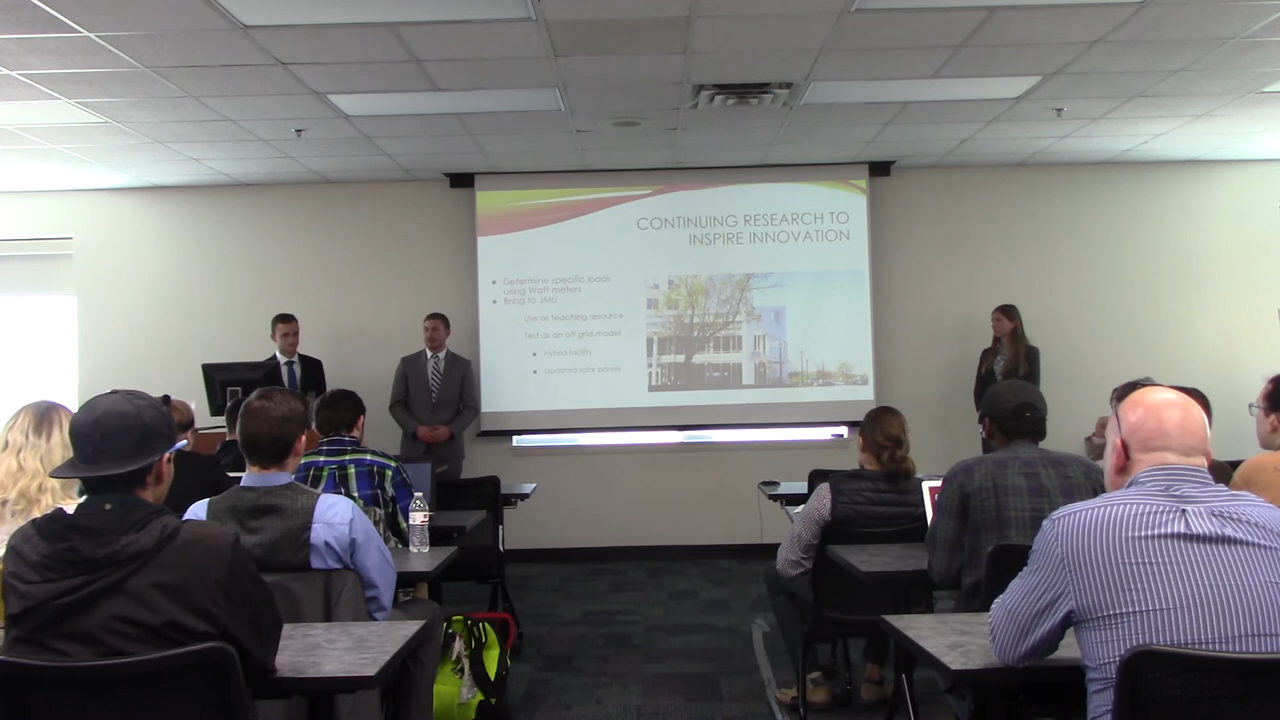 CONTINUING RESEARCH TO
INSPIRE INNOVATION
Determine specific loads
using Watt meters
Bring to JMU
Use as teaching resource
Test as an off grid model
Hybrid facility
Updated solar panels